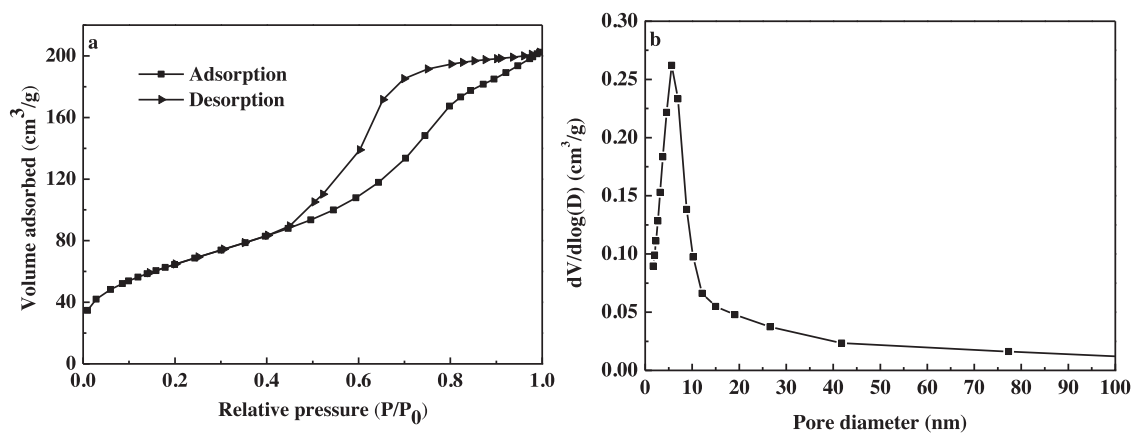 a
Adsorption
Desorption
Volume adsorbed (cm³/g)
200
160
120
80
40
0
0.0 0.2 0.4 0.6 0.8 1.0
Relative pressure (P/P₀)
b
dV/dlog(D) (cm³/g)
0.30
0.25
0.20
0.15
0.10
0.05
0.00
0 10 20 30 40 50 60 70 80 90 100
Pore diameter (nm)